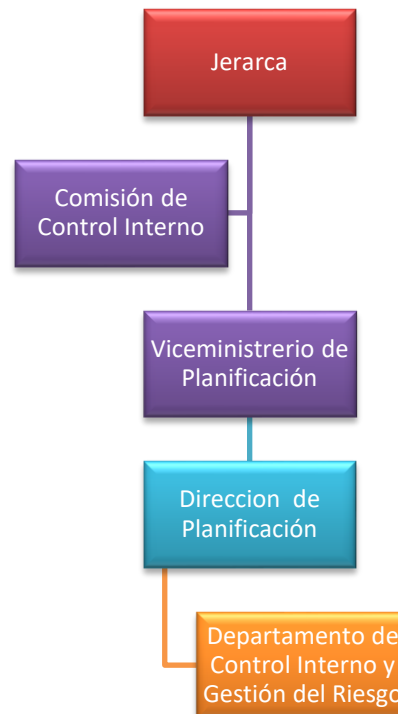 Jerarca
Comisión de
Control Interno
Viceministrerio de
Planificación
Direccion de
Planificación
Departamento de
Control Interno y
Gestión del Riesgo